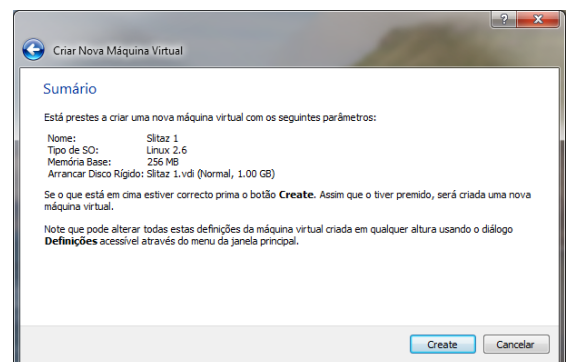 Criar Nova Máquina Virtual
Sumário
Está prestes a criar uma nova máquina virtual com os seguintes parâmetros:
Nome: Slitaz 1
Tipo de SO: Linux 2.6
Memória Base: 256 MB
Arrancar Disco Rígido: Slitaz 1.vdi (Normal, 1.00 GB)
Se o que está em cima estiver correcto prima o botão Create. Assim que o tiver premido, será criada uma nova
máquina virtual.
Note que pode alterar todas estas definições da máquina virtual criada em qualquer altura usando o diálogo
Definições acessível através do menu da janela principal.
Create Cancelar